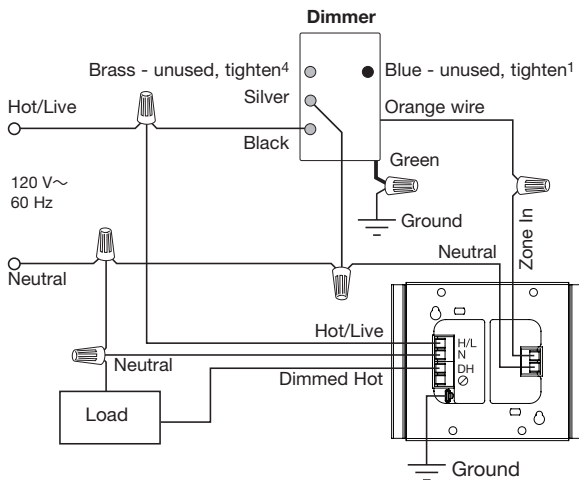 Dimmer
Brass - unused, tighten⁴
Blue - unused, tighten¹
Silver
Hot/Live
Orange wire
Black
Green
120 V~
60 Hz
Ground
Zone In
Neutral
Neutral
Hot/Live
H/L
Neutral
N
Dimmed Hot
DH
Load
Ground